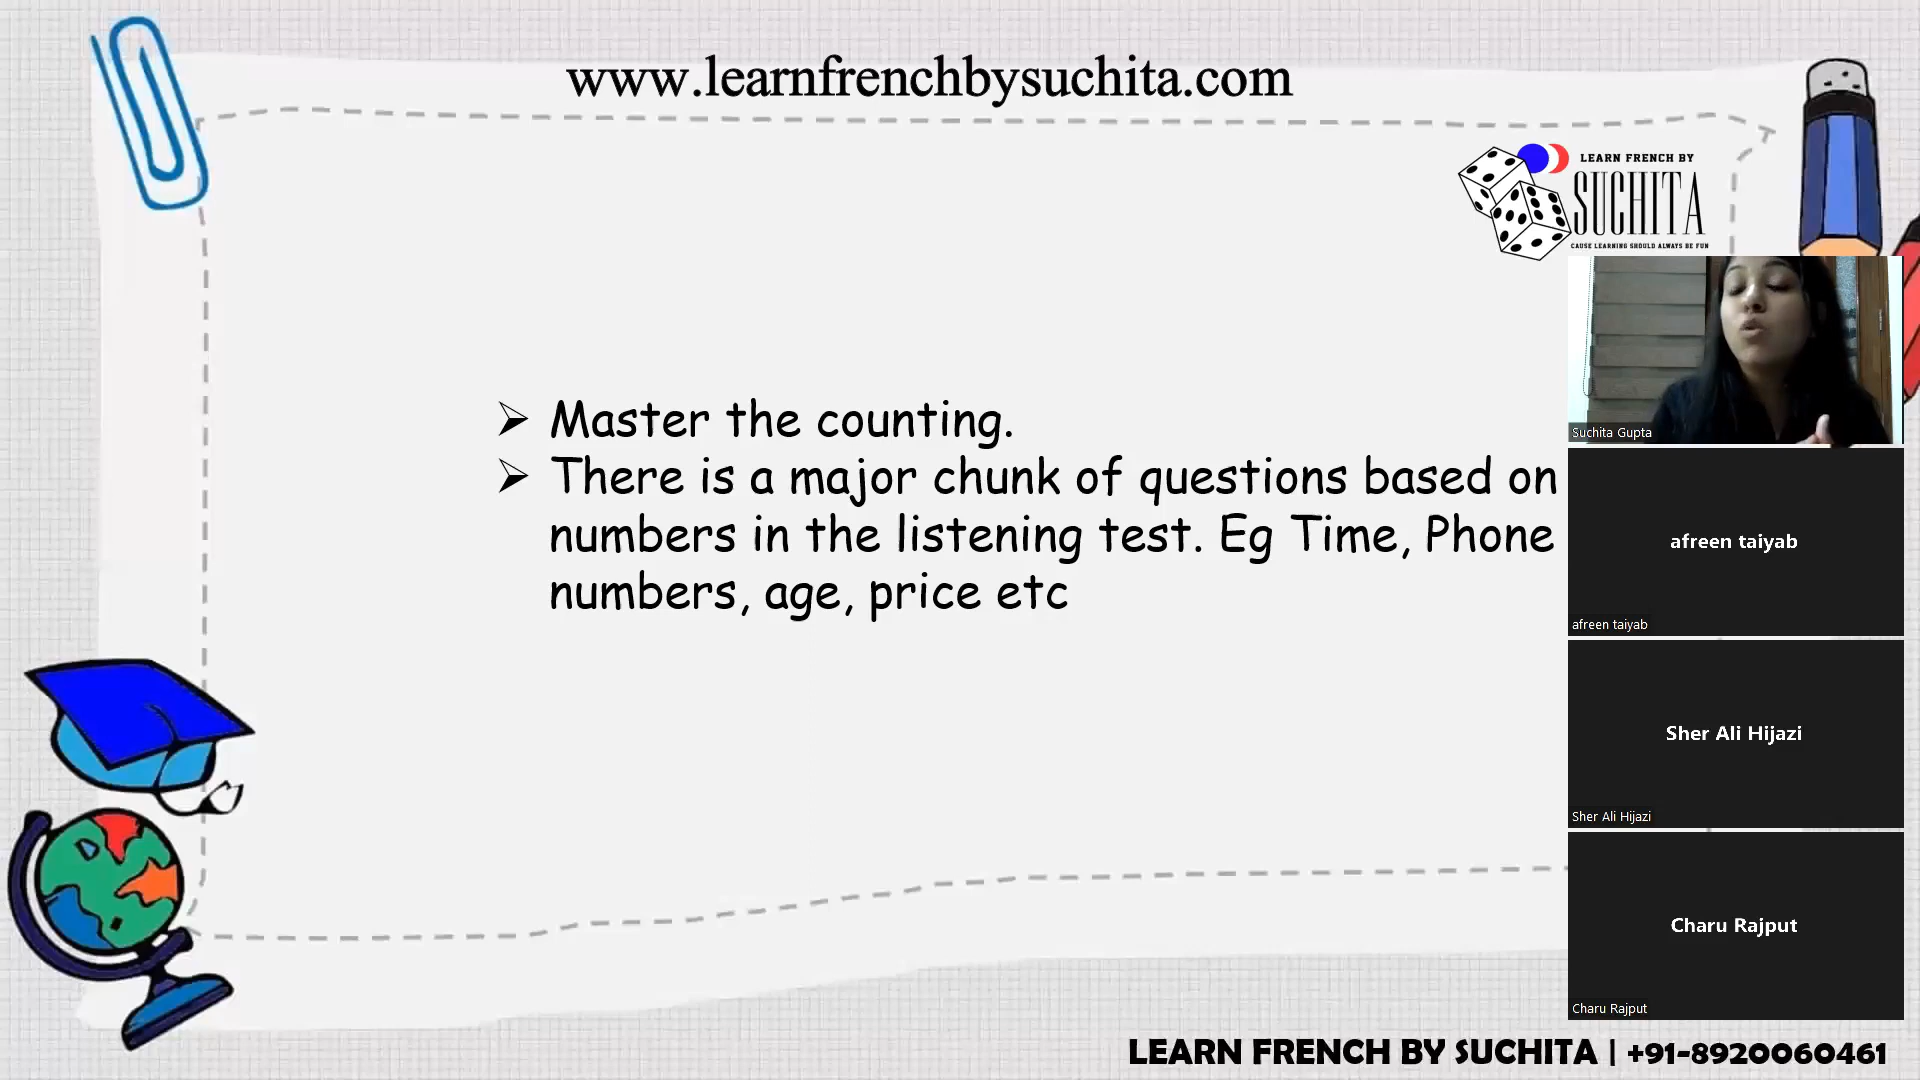 www.learnfrenchbysuchita.com
LEARN FRENCH BY
SUCHITA
CAUSE LEARNING SHOULD ALWAYS BE FUN
➢ Master the counting.
➢ There is a major chunk of questions based on
numbers in the listening test. Eg Time, Phone
numbers, age, price etc
Suchita Gupta
afreen taiyab
afreen taiyab
Sher Ali Hijazi
Sher Ali Hijazi
Charu Rajput
Charu Rajput
LEARN FRENCH BY SUCHITA | +91-8920060461